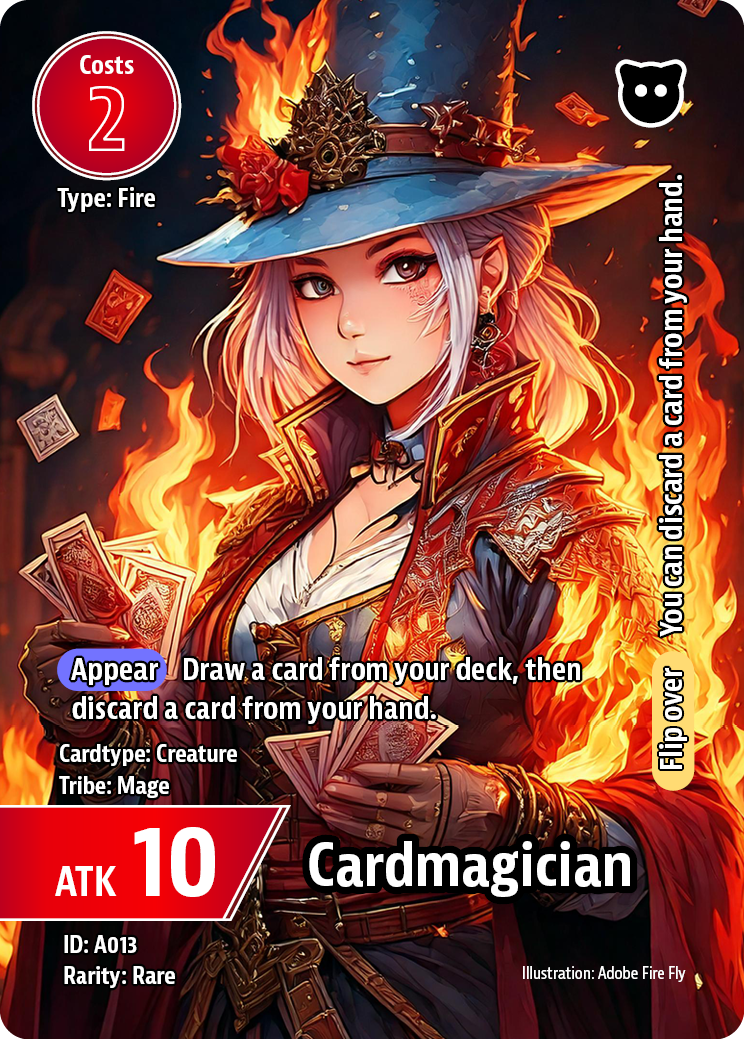 Costs
2
Type: Fire
You can discard a card from your hand.
Flip over
Appear Draw a card from your deck, then
discard a card from your hand.
Cardtype: Creature
Tribe: Mage
ATK 10
Cardmagician
ID: A013
Rarity: Rare
Illustration: Adobe Fire Fly